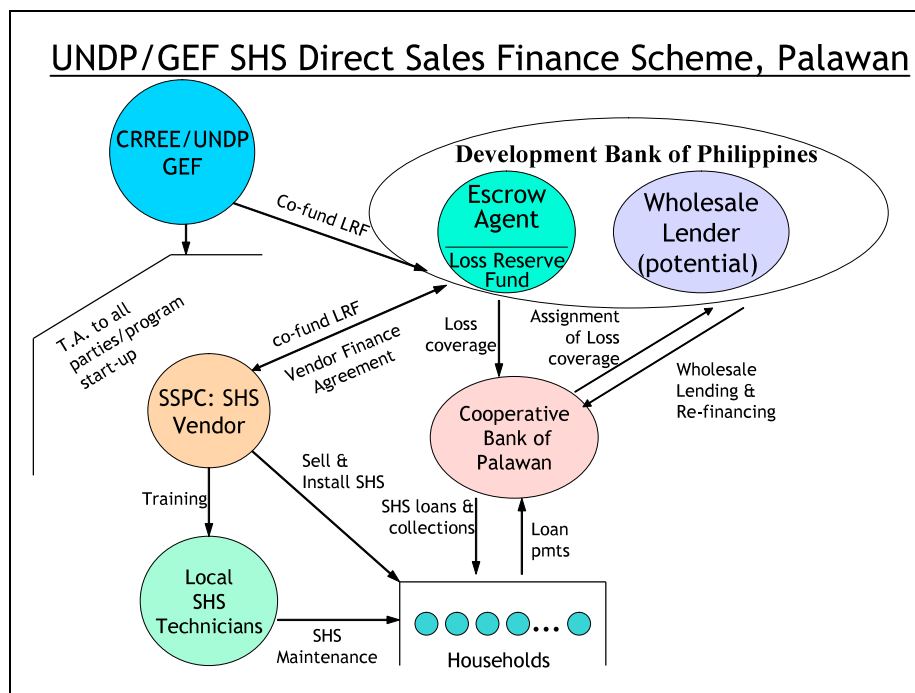 UNDP/GEF SHS Direct Sales Finance Scheme, Palawan
CRREE/UNDP
GEF
Development Bank of Philippines
Escrow
Agent
Loss Reserve
Fund
Wholesale
Lender
(potential)
Co-fund LRF
T.A. to all
parties/program
start-up
co-fund LRF
Vendor Finance
Agreement
Loss
coverage
Assignment
of Loss
coverage
Wholesale
Lending &
Re-financing
SSPC: SHS
Vendor
Cooperative
Bank of
Palawan
Training
Sell &
Install SHS
SHS loans &
collections
Loan
pmts
Local
SHS
Technicians
SHS
Maintenance
...
Households